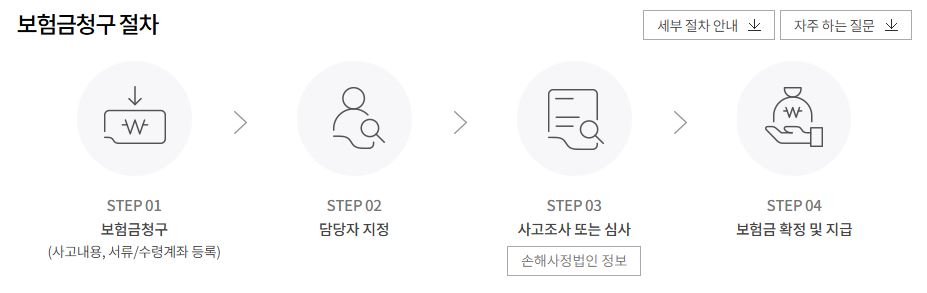 보험금청구 절차
세부 절차 안내
자주 하는 질문
₩
₩
STEP 01
보험금청구
(사고내용, 서류/수령계좌 등록)
STEP 02
담당자 지정
STEP 03
사고조사 또는 심사
손해사정법인 정보
STEP 04
보험금 확정 및 지급